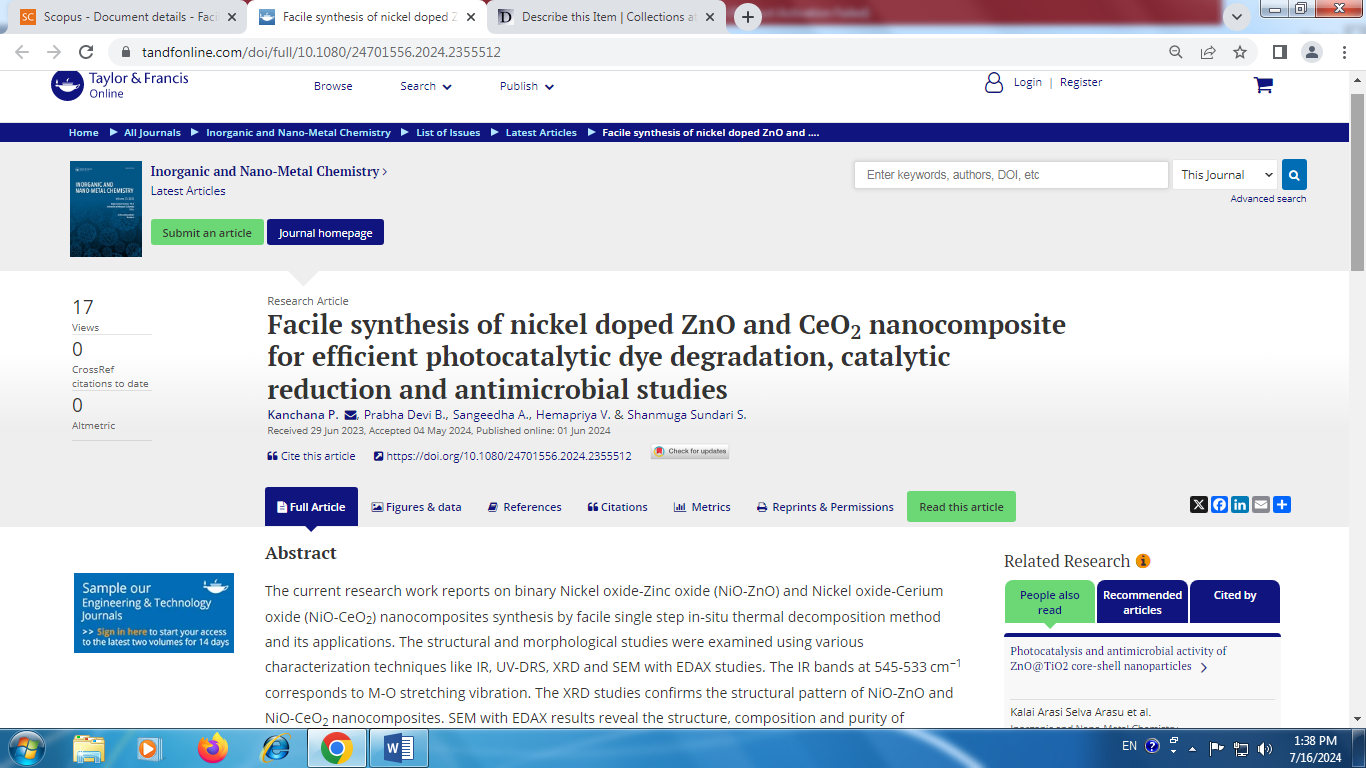 Scopus - Document details - Faci
Facile synthesis of nickel doped Z
Describe this Item | Collections at
tandfonline.com/doi/full/10.1080/24701556.2024.2355512
Taylor & Francis
Online
Browse
Search
Publish
Login | Register
Home
All Journals
Inorganic and Nano-Metal Chemistry
List of Issues
Latest Articles
Facile synthesis of nickel doped ZnO and ....
INORGANIC AND
NANO-METAL CHEMISTRY
Inorganic and Nano-Metal Chemistry >
Latest Articles
Submit an article
Journal homepage
Enter keywords, authors, DOI, etc
This Journal
Advanced search
17
Views
0
CrossRef
citations to date
0
Altmetric
Research Article
Facile synthesis of nickel doped ZnO and CeO₂ nanocomposite
for efficient photocatalytic dye degradation, catalytic
reduction and antimicrobial studies
Kanchana P. , Prabha Devi B., Sangeedha A., Hemapriya V. & Shanmuga Sundari S.
Received 29 Jun 2023, Accepted 04 May 2024, Published online: 01 Jun 2024
Cite this article
https://doi.org/10.1080/24701556.2024.2355512
Check for updates
Full Article
Figures & data
References
Citations
Metrics
Reprints & Permissions
Read this article
Sample our
Engineering & Technology
Journals
>> Sign in here to start your access
to the latest two volumes for 14 days
Abstract
The current research work reports on binary Nickel oxide-Zinc oxide (NiO-ZnO) and Nickel oxide-Cerium
oxide (NiO-CeO₂) nanocomposites synthesis by facile single step in-situ thermal decomposition method
and its applications. The structural and morphological studies were examined using various
characterization techniques like IR, UV-DRS, XRD and SEM with EDAX studies. The IR bands at 545-533 cm⁻¹
corresponds to M-O stretching vibration. The XRD studies confirms the structural pattern of NiO-ZnO and
NiO-CeO₂ nanocomposites. SEM with EDAX results reveal the structure, composition and purity of
Related Research
People also
read
Recommended
articles
Cited by
Photocatalysis and antimicrobial activity of
ZnO@TiO2 core-shell nanoparticles >
Kalai Arasi Selva Arasu et al.
Inorganic and Nano-Metal Chemistry
EN
1:38 PM
7/16/2024